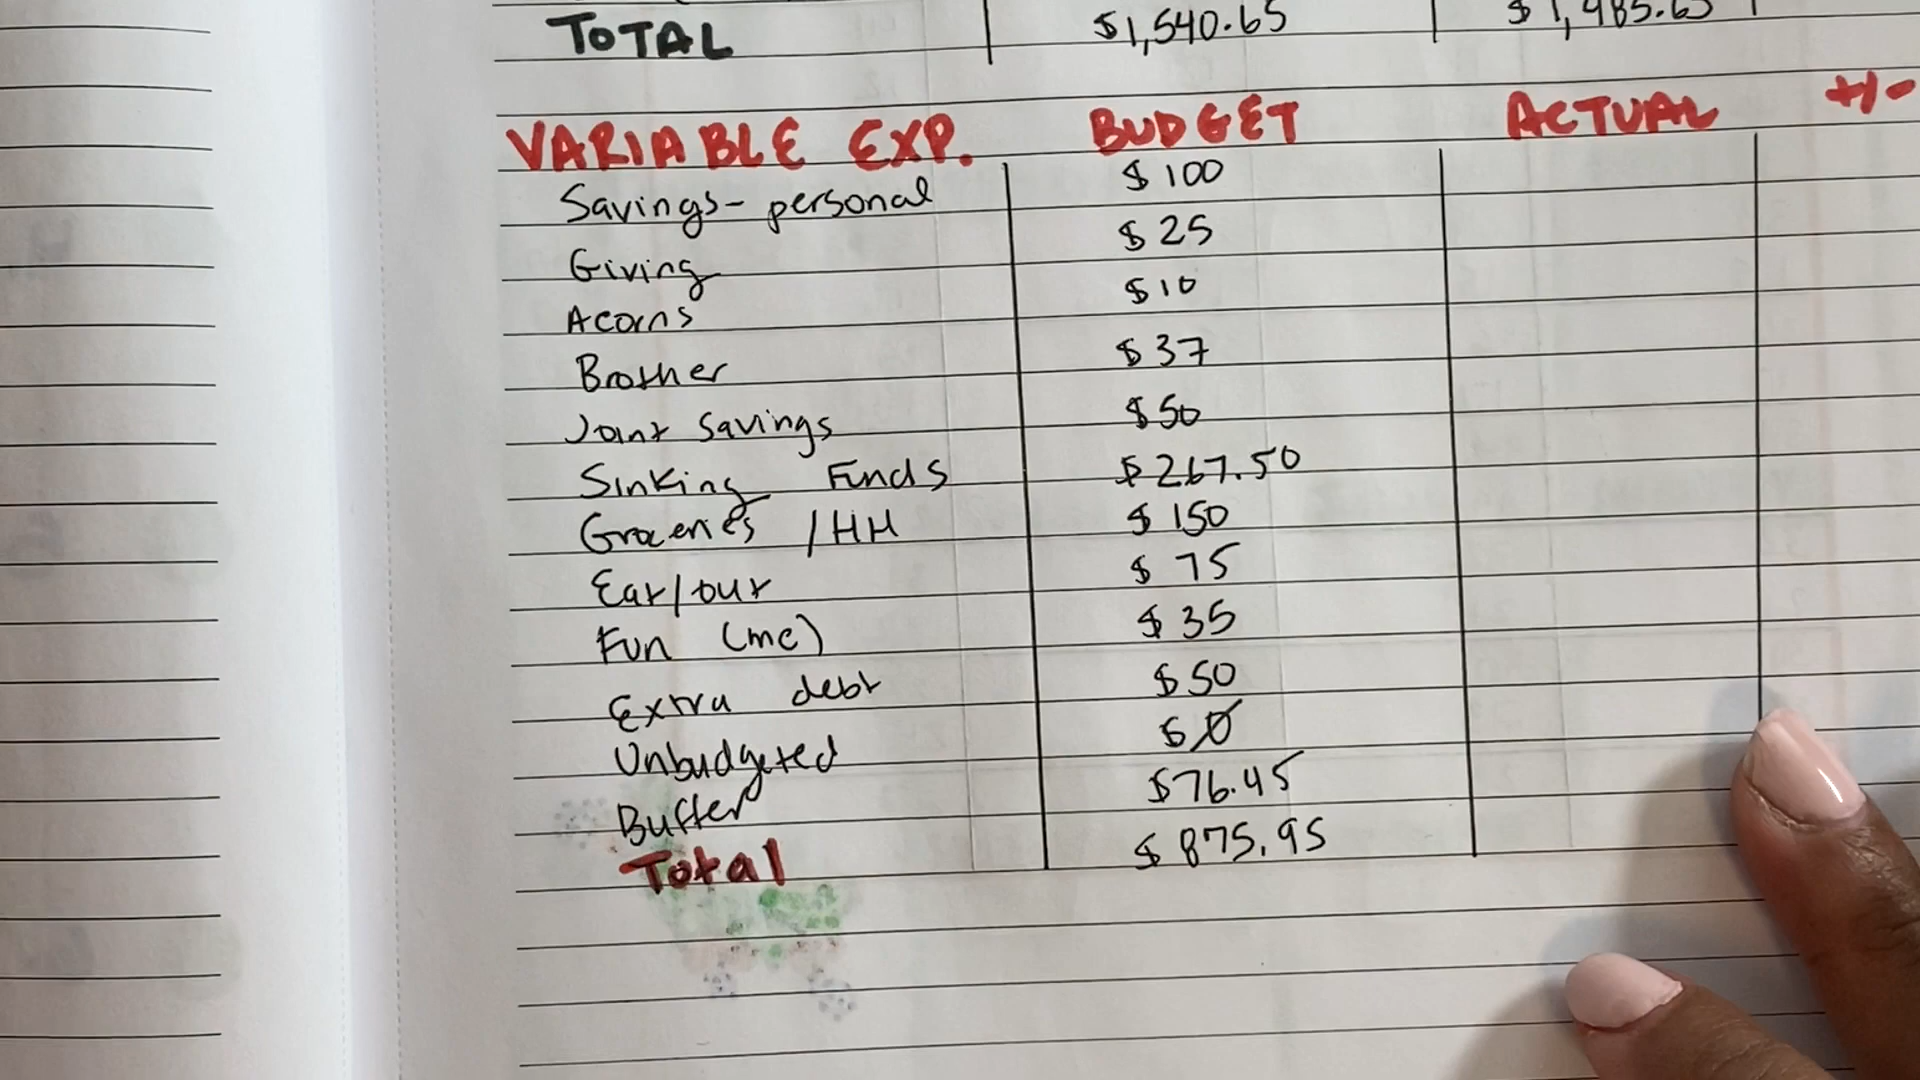 TOTAL $1,540.65 $1,985.65
VARIABLE EXP. BUDGET ACTUAL +/-
Savings- personal $100
Giving $25
Acorns $10
Brother $37
Joint Savings $50
Sinking Funds $267.50
Groceries /HH $150
Eat/out $75
Fun (me) $35
Extra debt $50
Unbudgeted $0
Buffer $76.45
Total $875.95